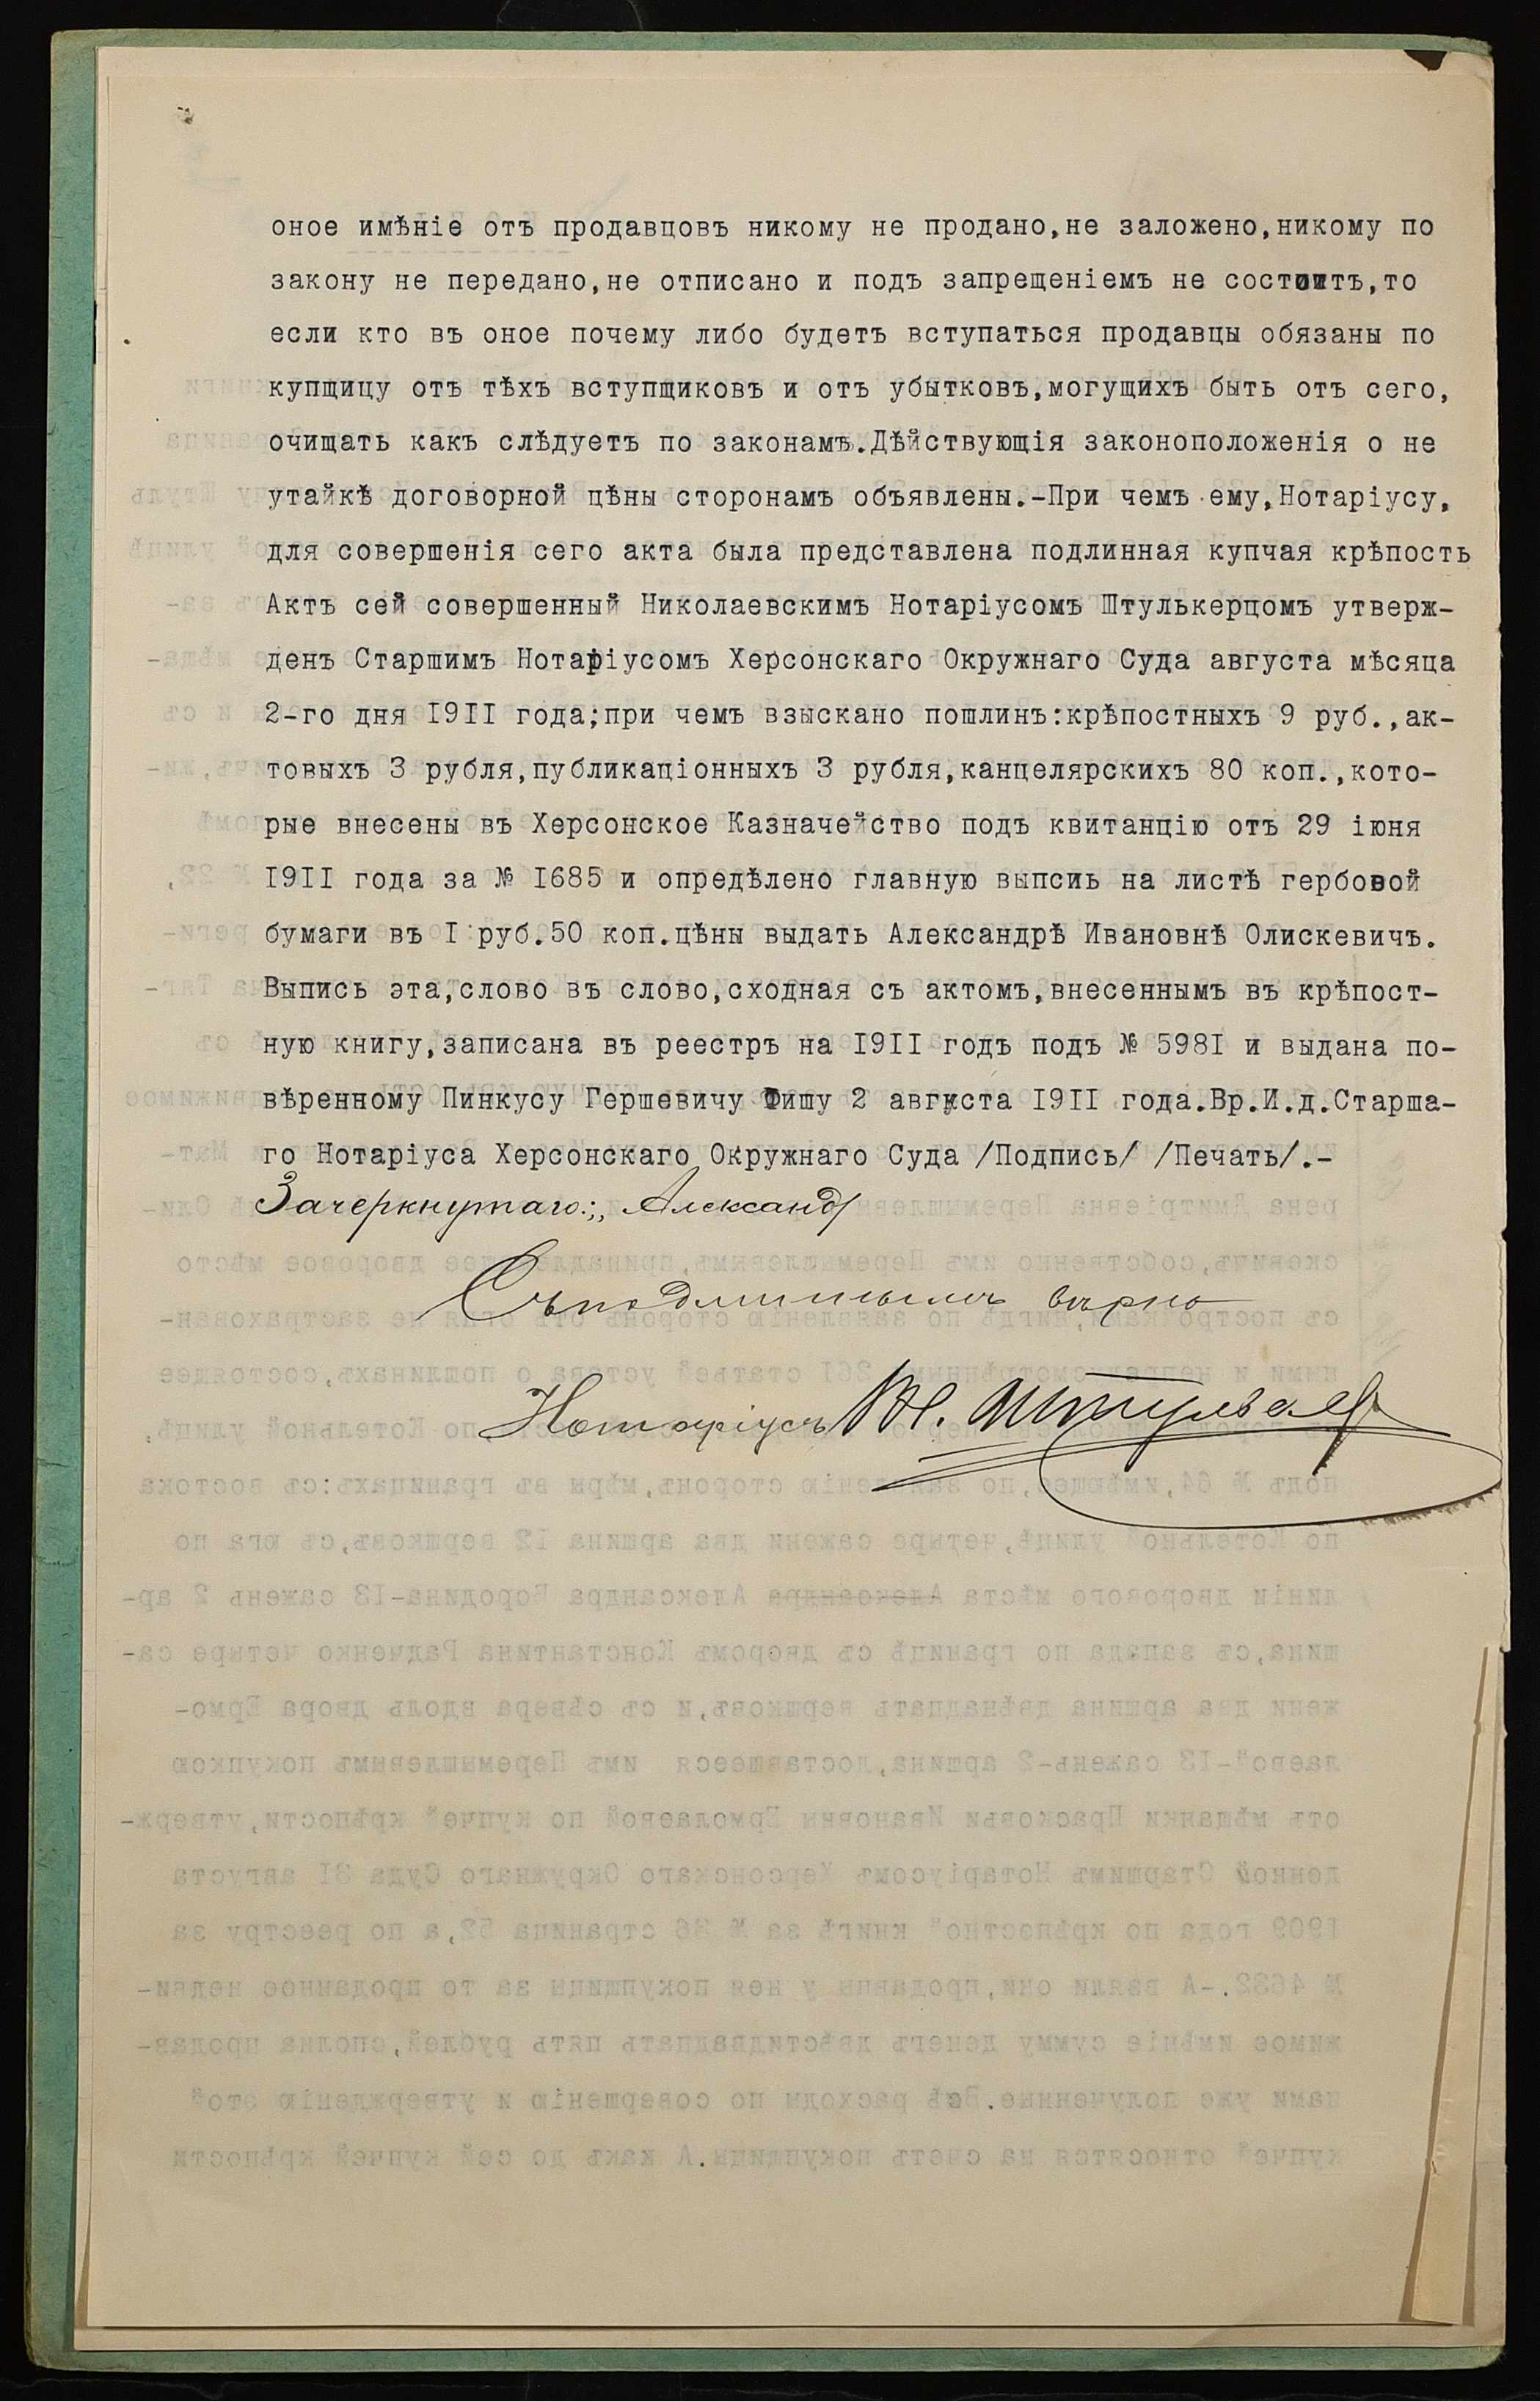 оное имѣніе отъ продавцовъ никому не продано,не заложено,никому по
закону не передано,не отписано и подъ запрещеніемъ не состоитъ,то
если кто въ оное почему либо будетъ вступаться продавцы обязаны по
купщицу отъ тѣхъ вступщиковъ и отъ убытковъ,могущихъ быть отъ сего,
очищать какъ слѣдуетъ по законамъ.Дѣйствующія законоположенія о не
утайкѣ договорной цѣны сторонамъ объявлены.-При чемъ ему,Нотаріусу,
для совершенія сего акта была представлена подлинная купчая крѣпость
Актъ сей совершенный Николаевскимъ Нотаріусомъ Штулькерцомъ утверж-
денъ Старшимъ Нотаріусомъ Херсонскаго Окружнаго Суда августа мѣсяца
2-го дня I9II года;при чемъ взыскано пошлинъ:крѣпостныхъ 9 руб.,ак-
товыхъ 3 рубля,публикаціонныхъ 3 рубля,канцелярскихъ 80 коп.,кото-
рые внесены въ Херсонское Казначейство подъ квитанцію отъ 29 іюня
I9II года за № I685 и опредѣлено главную выпсиь на листѣ гербовой
бумаги въ I руб.50 коп.цѣны выдать Александрѣ Ивановнѣ Олискевичъ.
Выпись эта,слово въ слово,сходная съ актомъ,внесеннымъ въ крѣпост-
ную книгу,записана въ реестръ на I9II годъ подъ № 598I и выдана по-
вѣренному Пинкусу Гершевичу Фишу 2 августа I9II года.Вр.И.д.Старша-
го Нотаріуса Херсонскаго Окружнаго Суда /Подпись/ /Печать/.-
Зачеркнутаго:,, Александ
Съ подлиннымъ вѣрно
Нотаріусъ